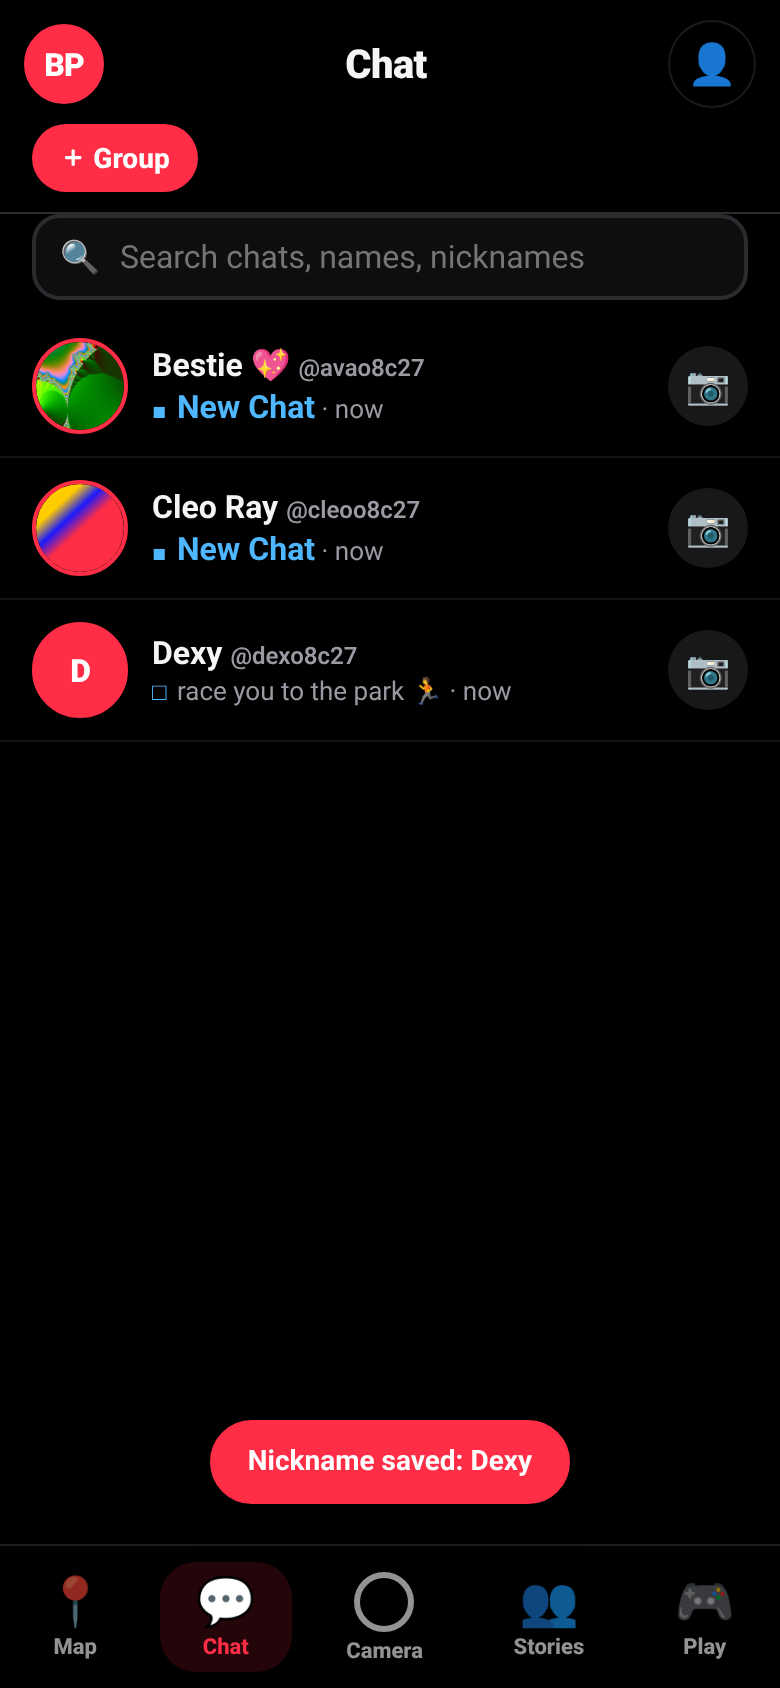 BP
Chat
+ Group
Search chats, names, nicknames
Bestie 💖 @avao8c27
New Chat · now
Cleo Ray @cleoo8c27
New Chat · now
D
Dexy @dexo8c27
race you to the park 🏃 · now
Nickname saved: Dexy
Map
Chat
Camera
Stories
Play